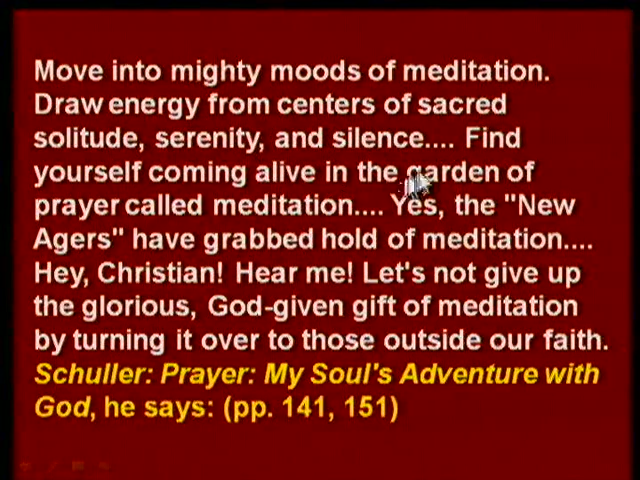 Move into mighty moods of meditation.
Draw energy from centers of sacred
solitude, serenity, and silence.... Find
yourself coming alive in the garden of
prayer called meditation.... Yes, the "New
Agers" have grabbed hold of meditation....
Hey, Christian! Hear me! Let's not give up
the glorious, God-given gift of meditation
by turning it over to those outside our faith.
Schuller: Prayer: My Soul's Adventure with
God, he says: (pp. 141, 151)